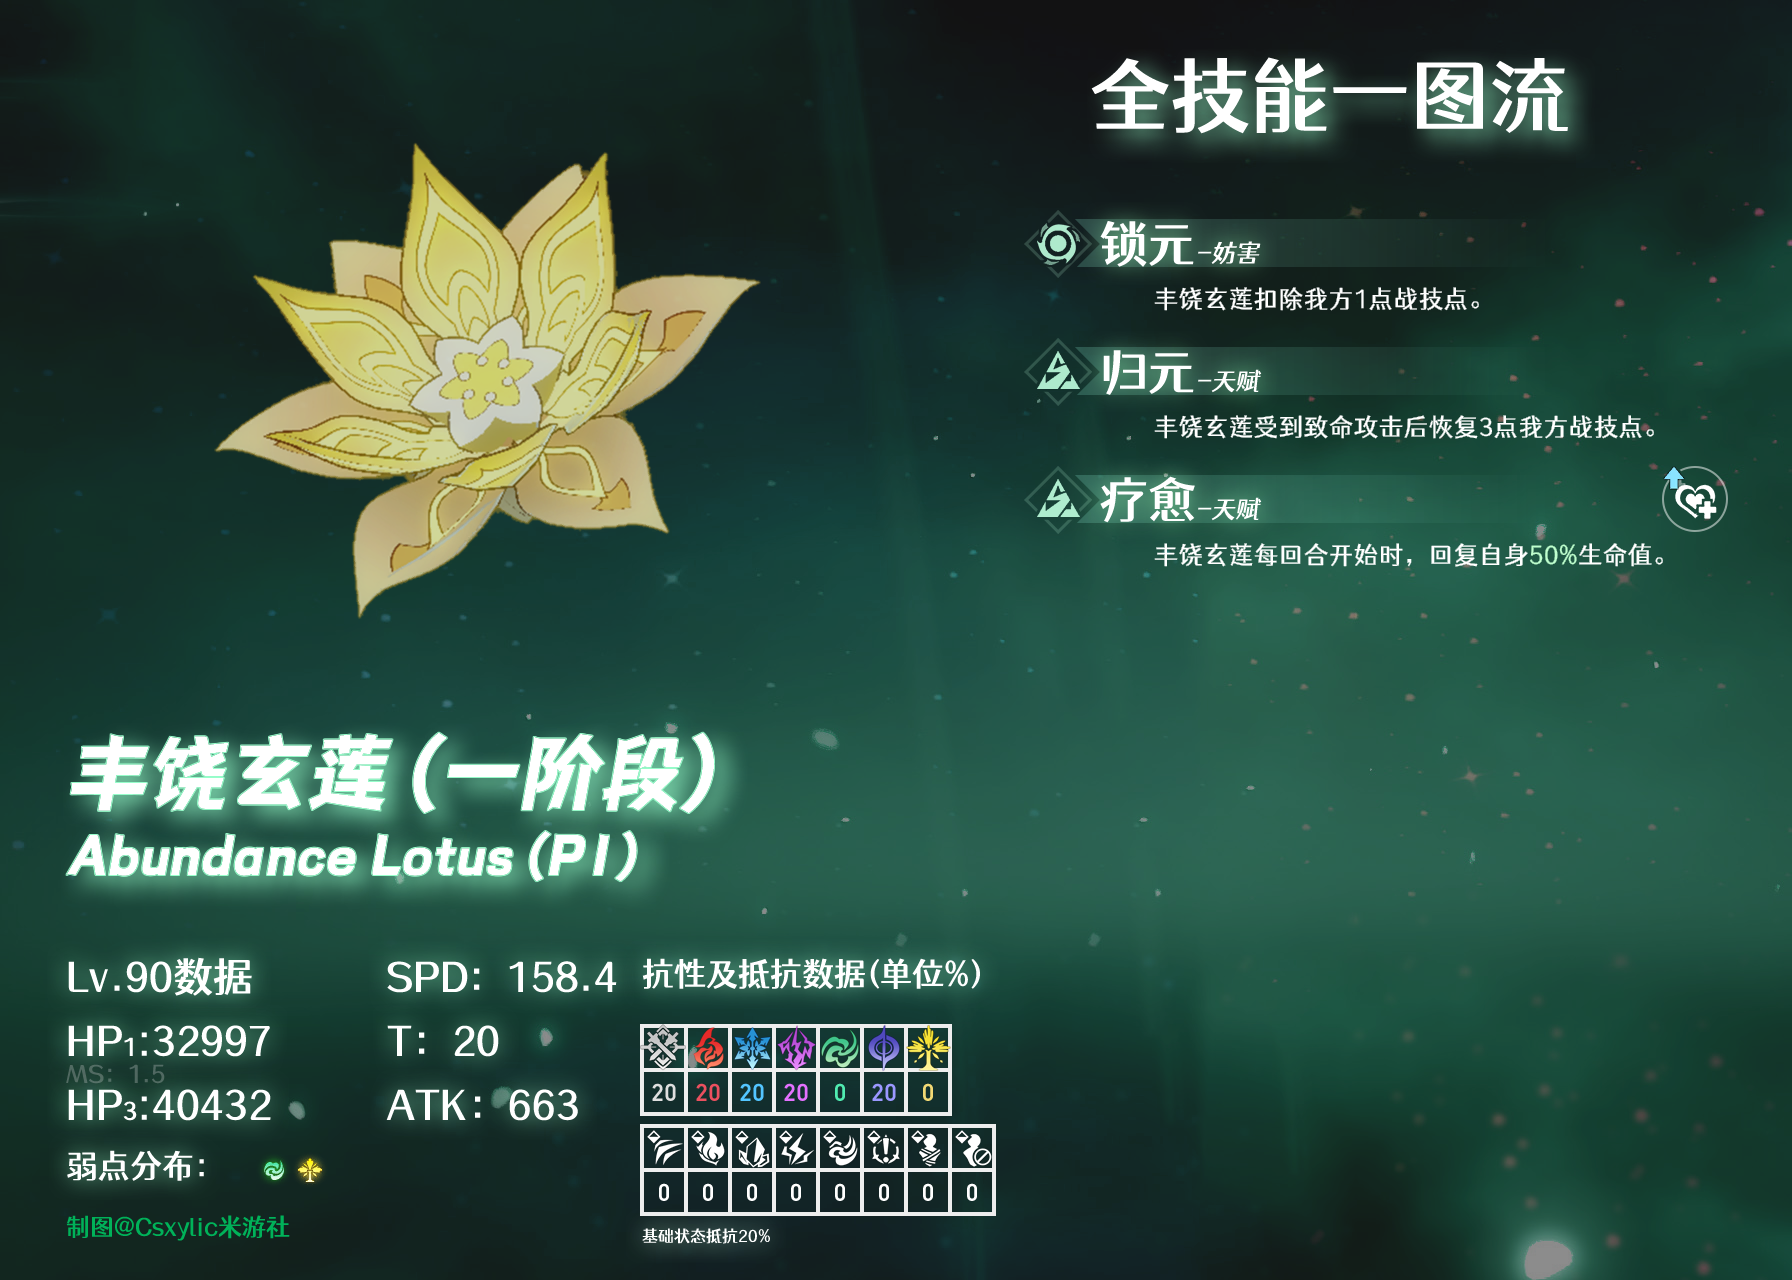 全技能一图流
锁元-妨害
丰饶玄莲扣除我方1点战技点。
归元-天赋
丰饶玄莲受到致命攻击后恢复3点我方战技点。
疗愈-天赋
丰饶玄莲每回合开始时，回复自身50%生命值。
丰饶玄莲(一阶段)
Abundance Lotus (P1)
Lv.90数据
SPD: 158.4
抗性及抵抗数据(单位%)
HP1:32997
T: 20
MS: 1.5
HP3:40432
ATK: 663
20 20 20 20 0 20 0
弱点分布:
0 0 0 0 0 0 0 0
制图@Csxylic米游社
基础状态抵抗20%